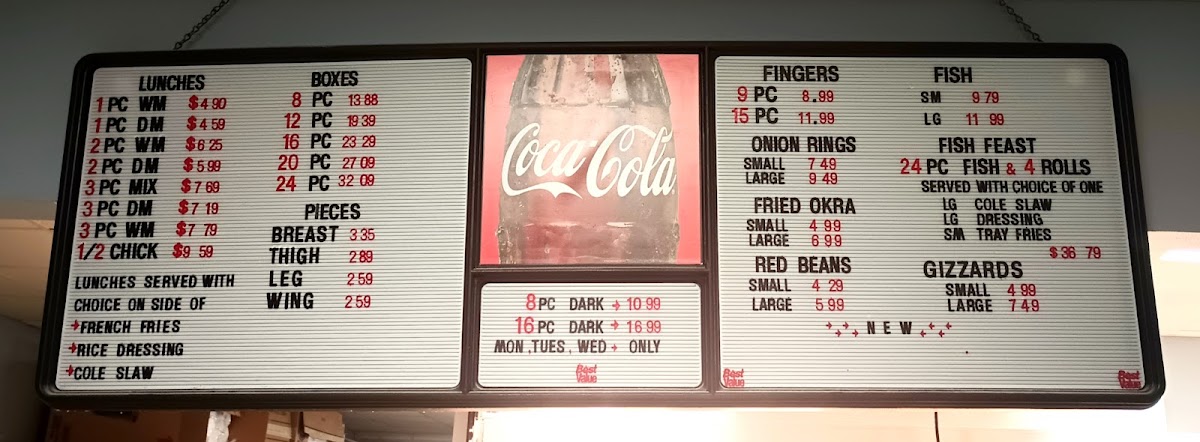 LUNCHES
1 PC WM $4 90
1 PC DM $4 59
2 PC WM $6 25
2 PC DM $5 99
3 PC MIX $7 69
3 PC DM $7 19
3 PC WM $7 79
1/2 CHICK $9 59
LUNCHES SERVED WITH
CHOICE ON SIDE OF
→FRENCH FRIES
→RICE DRESSING
→COLE SLAW
BOXES
8 PC 13 88
12 PC 19 39
16 PC 23 29
20 PC 27 09
24 PC 32 09
PIECES
BREAST 3 35
THIGH 2 89
LEG 2 59
WING 2 59
Coca-Cola
8 PC DARK → 10 99
16 PC DARK → 16 99
MON, TUES, WED → ONLY
Best
Value
FINGERS
9 PC 8.99
15 PC 11.99
ONION RINGS
SMALL 7 49
LARGE 9 49
FRIED OKRA
SMALL 4 99
LARGE 6 99
RED BEANS
SMALL 4 29
LARGE 5 99
FISH
SM 9 79
LG 11 99
FISH FEAST
24 PC FISH & 4 ROLLS
SERVED WITH CHOICE OF ONE
LG COLE SLAW
LG DRESSING
SM TRAY FRIES
$36 79
GIZZARDS
SMALL 4 99
LARGE 7 49
NEW
Best
Value
Best
Value